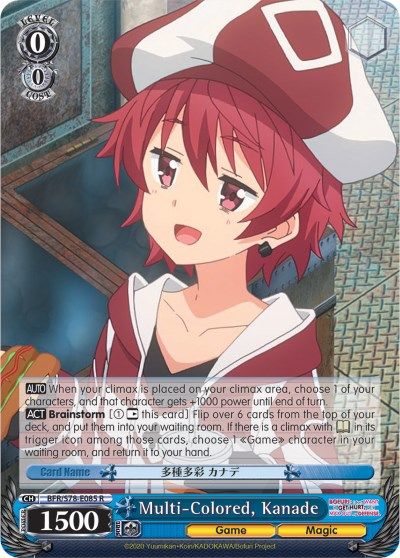 LEVEL
0
0
COST
AUTO When your climax is placed on your climax area, choose 1 of your
characters, and that character gets +1000 power until end of turn.
ACT Brainstorm [① this card] Flip over 6 cards from the top of your
deck, and put them into your waiting room. If there is a climax with in its
trigger icon among those cards, choose 1 «Game» character in your
waiting room, and return it to your hand.
Card Name 多種多彩 カナデ
CH BFR/S78-E085 R
Multi-Colored, Kanade
POWER 1500
Game Magic
©2020 Yuumikan•Koin/KADOKAWA/Bofuri Project